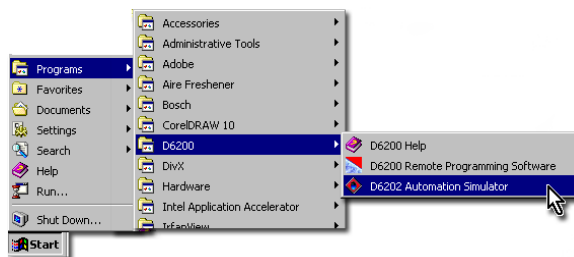 Programs
Favorites
Documents
Settings
Search
Help
Run...
Shut Down...
Start
Accessories
Administrative Tools
Adobe
Aire Freshener
Bosch
CorelDRAW 10
D6200
DivX
Hardware
Intel Application Accelerator
IrfanView
D6200 Help
D6200 Remote Programming Software
D6202 Automation Simulator